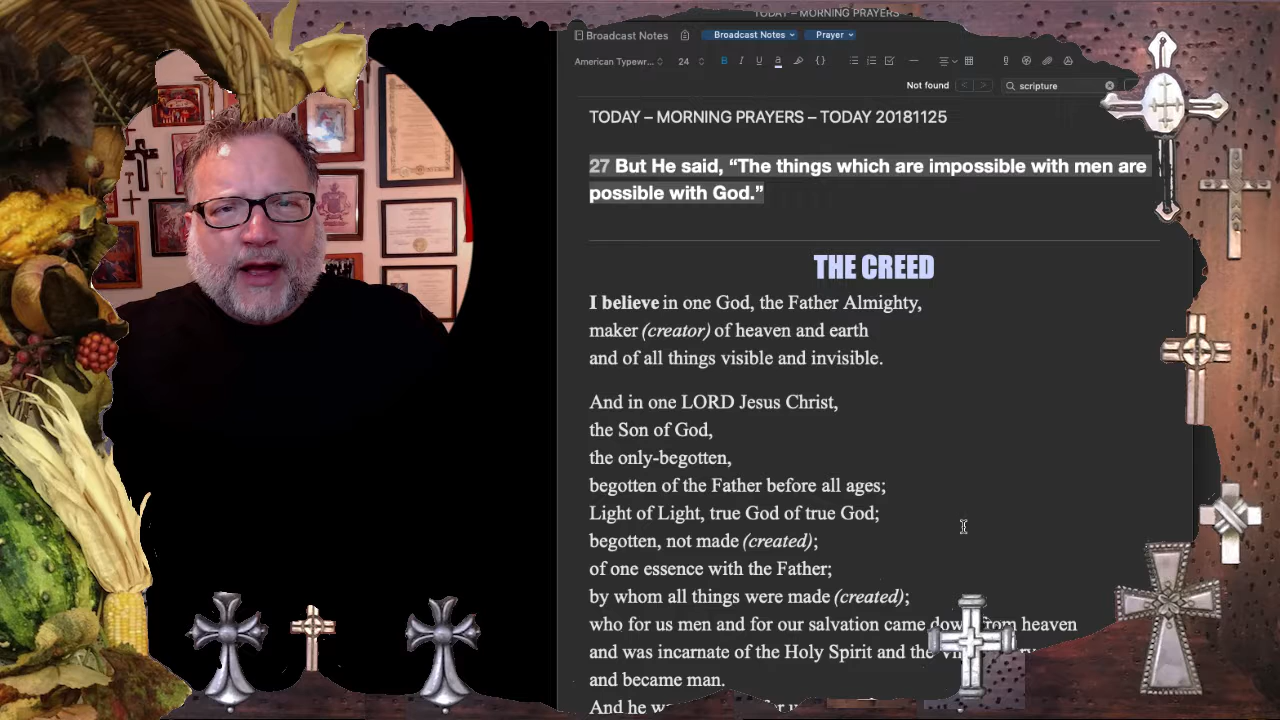 TODAY – MORNING PRAYERS
Broadcast Notes
Broadcast Notes
Prayer
American Typewr...
24
B I U a
Not found
scripture
TODAY – MORNING PRAYERS – TODAY 20181125
27 But He said, “The things which are impossible with men are
possible with God.”
THE CREED
I believe in one God, the Father Almighty,
maker (creator) of heaven and earth
and of all things visible and invisible.
And in one LORD Jesus Christ,
the Son of God,
the only-begotten,
begotten of the Father before all ages;
Light of Light, true God of true God;
begotten, not made (created);
of one essence with the Father;
by whom all things were made (created);
who for us men and for our salvation came down from heaven
and was incarnate of the Holy Spirit and the
and became man.
And he